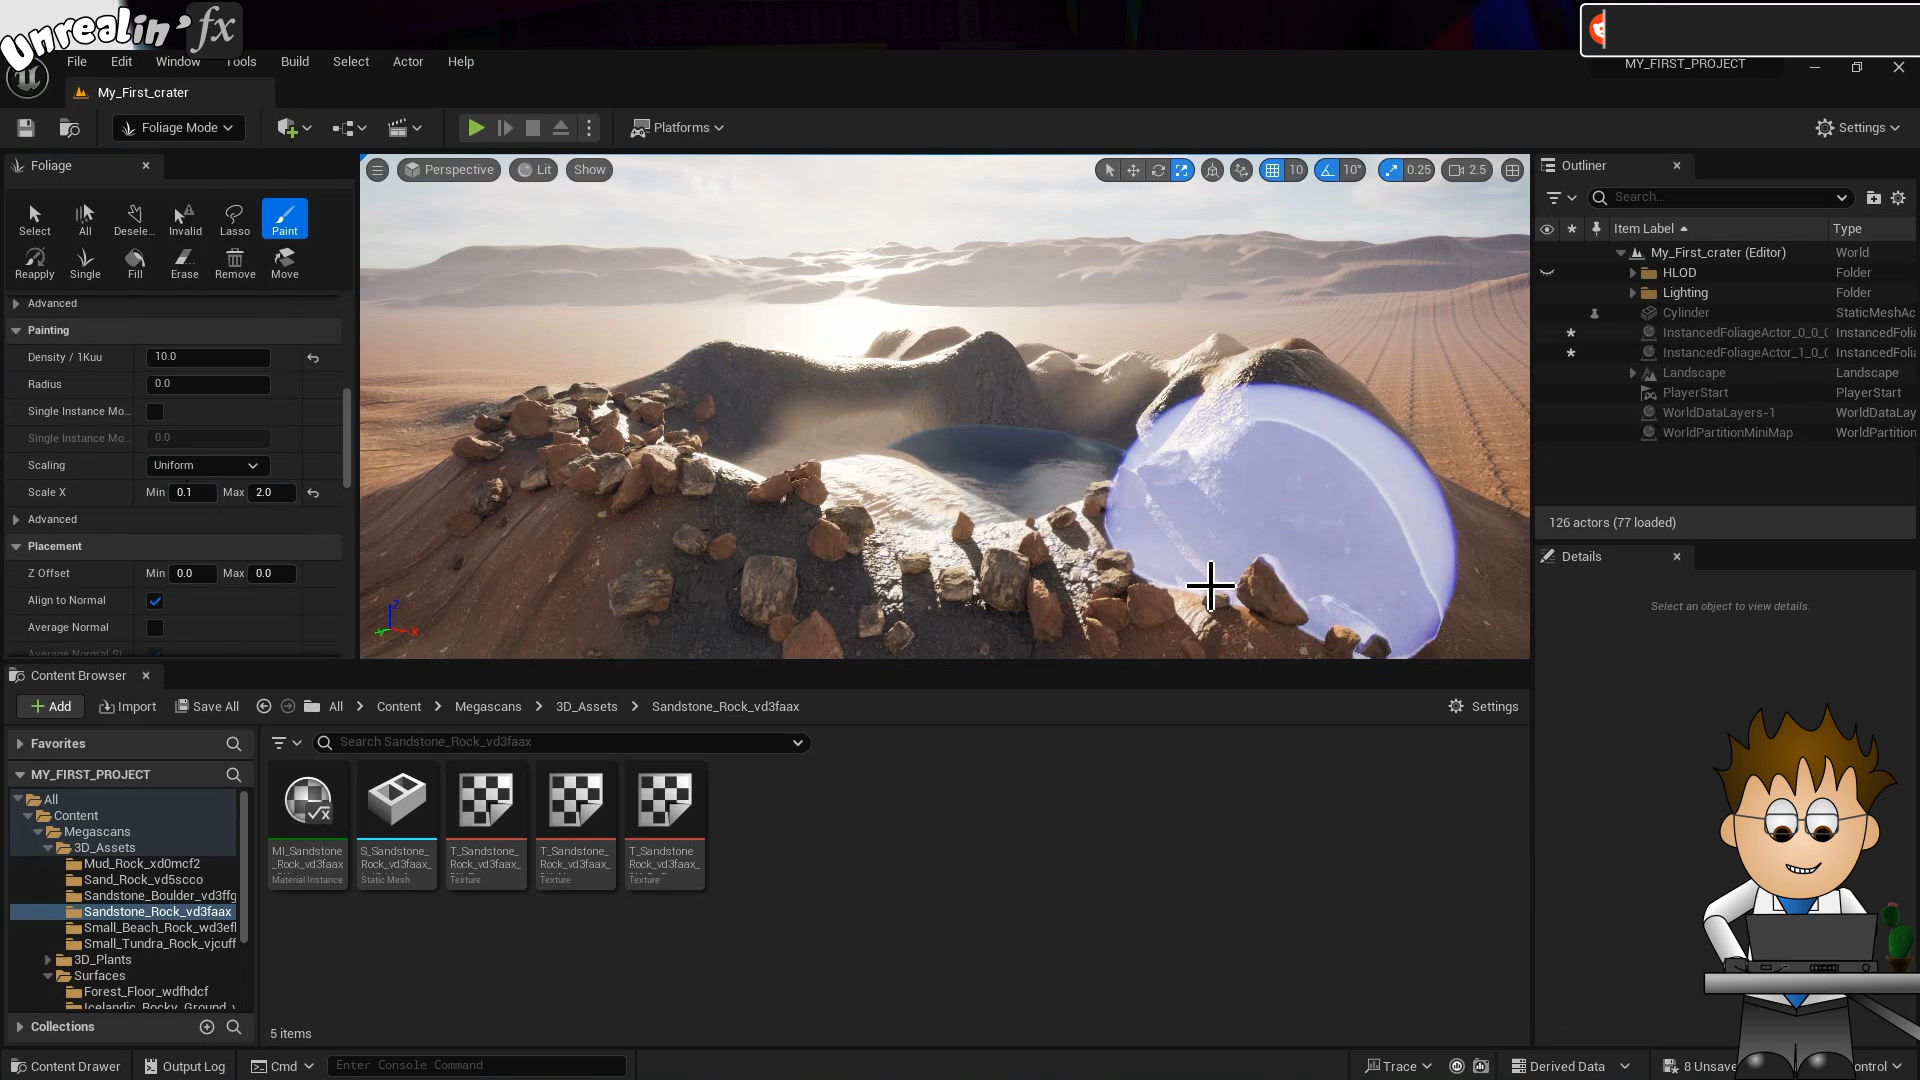 Unrealin' fx
File Edit Window Tools Build Select Actor Help
MY_FIRST_PROJECT
My_First_crater
Foliage Mode
Platforms
Settings
Foliage
Perspective Lit Show
10 10° 0.25 2.5
Outliner
Select All Desele... Invalid Lasso Paint
Reapply Single Fill Erase Remove Move
Search...
Item Label Type
My_First_crater (Editor) World
HLOD Folder
Lighting Folder
Cylinder StaticMeshAc
InstancedFoliageActor_0_0_0 InstancedFoli
InstancedFoliageActor_1_0_0 InstancedFoli
Landscape Landscape
PlayerStart PlayerStart
WorldDataLayers-1 WorldDataLay
WorldPartitionMiniMap WorldPartition
126 actors (77 loaded)
Details
Select an object to view details.
Advanced
Painting
Density / 1Kuu 10.0
Radius 0.0
Single Instance Mo...
Single Instance Mo... 0.0
Scaling Uniform
Scale X Min 0.1 Max 2.0
Advanced
Placement
Z Offset Min 0.0 Max 0.0
Align to Normal
Average Normal
Z Y X
Content Browser
Add Import Save All All Content Megascans 3D_Assets Sandstone_Rock_vd3faax Settings
Favorites
Search Sandstone_Rock_vd3faax
MY_FIRST_PROJECT
All
Content
Megascans
3D_Assets
Mud_Rock_xd0mcf2
Sand_Rock_vd5scco
Sandstone_Boulder_vd3ffg
Sandstone_Rock_vd3faax
Small_Beach_Rock_wd3efl
Small_Tundra_Rock_vjcuff
3D_Plants
Surfaces
Forest_Floor_wdfhdcf
Collections
MI_Sandstone
_Rock_vd3faax
Material Instance
S_Sandstone_
Rock_vd3faax_
Static Mesh
T_Sandstone_
Rock_vd3faax_
Texture
T_Sandstone_
Rock_vd3faax_
Texture
T_Sandstone
Rock_vd3faax_
Texture
5 items
Content Drawer Output Log Cmd Enter Console Command Trace Derived Data 8 Unsave ontrol